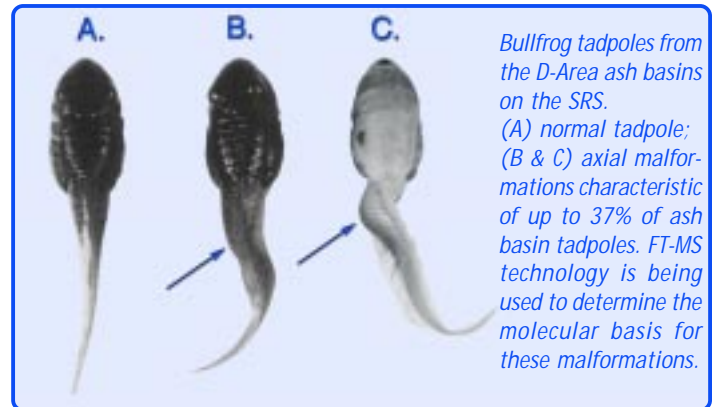 A. B. C.
Bullfrog tadpoles from
the D-Area ash basins
on the SRS.
(A) normal tadpole;
(B & C) axial malfor-
mations characteristic
of up to 37% of ash
basin tadpoles. FT-MS
technology is being
used to determine the
molecular basis for
these malformations.